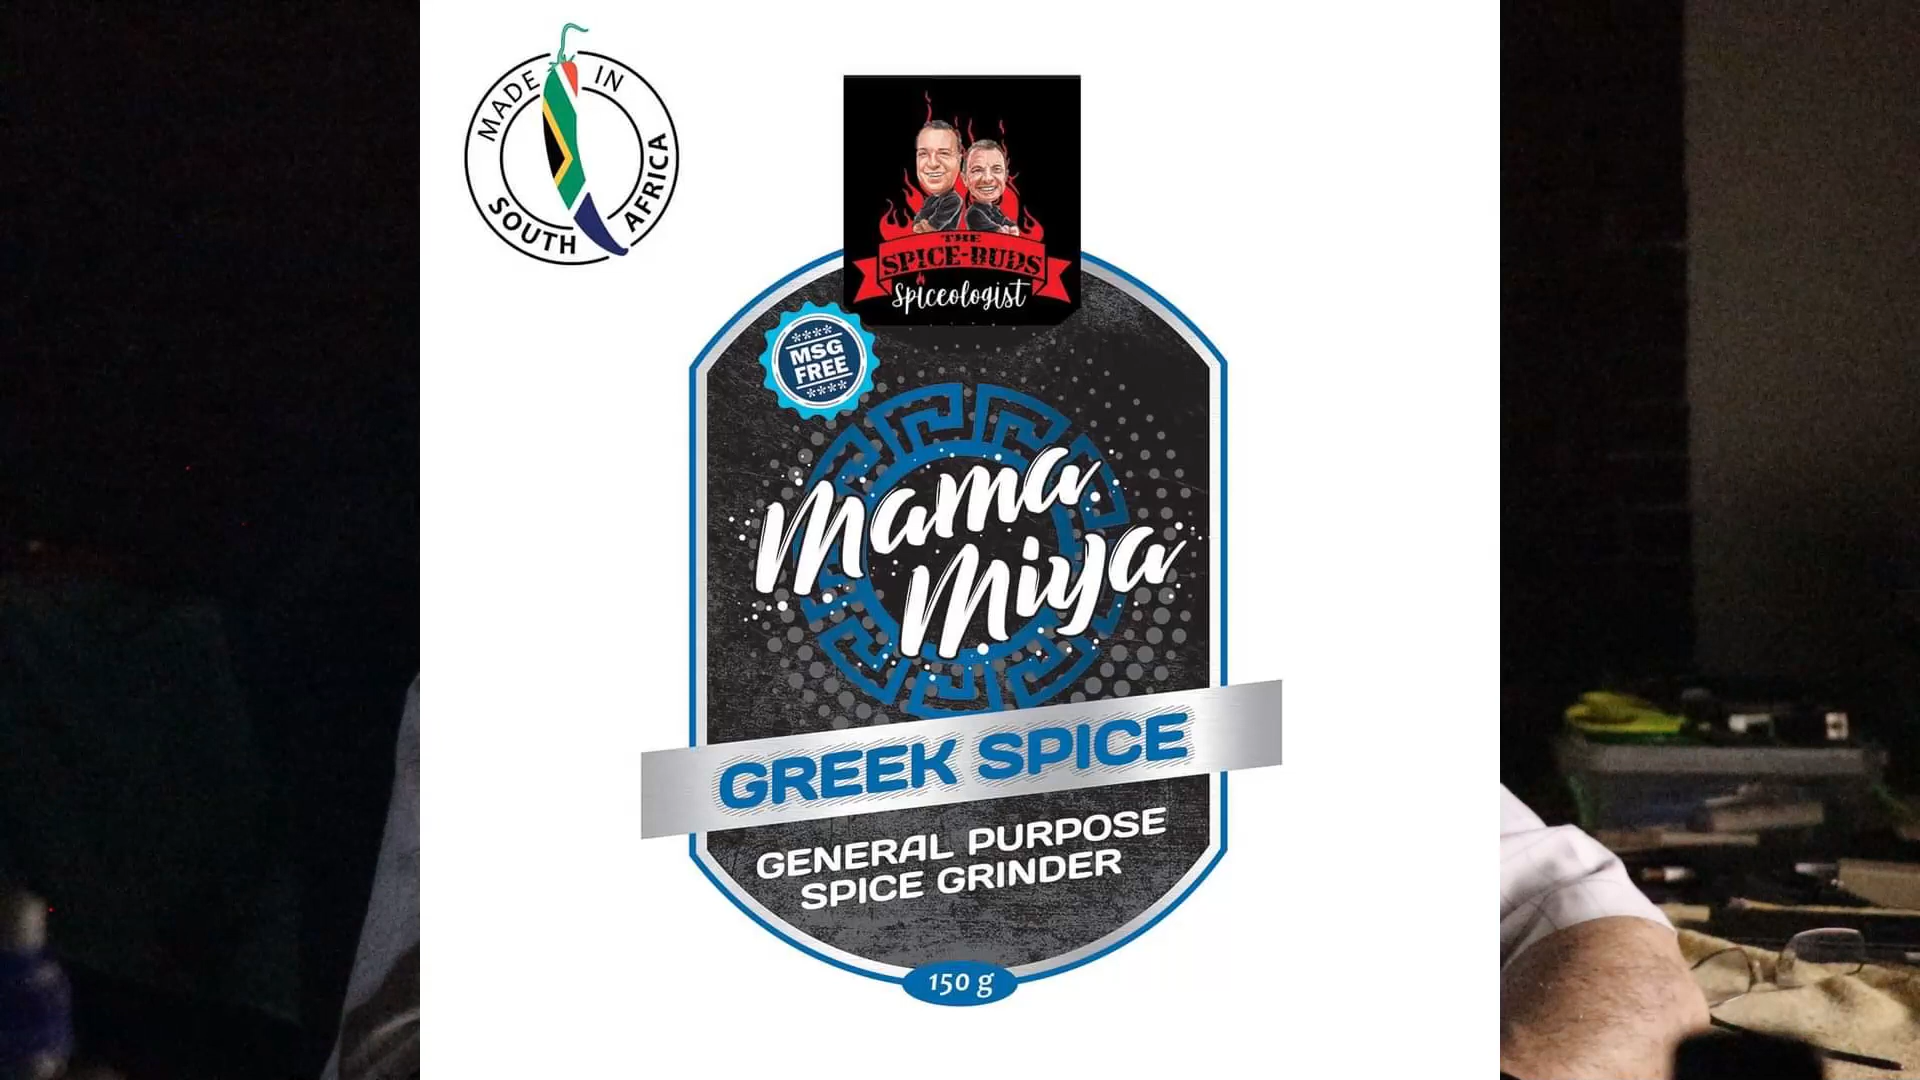 MADE IN
SOUTH AFRICA
THE
SPICE-BUDS
Spiceologist
MSG
FREE
Mama
Miya
GREEK SPICE
GENERAL PURPOSE
SPICE GRINDER
150 g